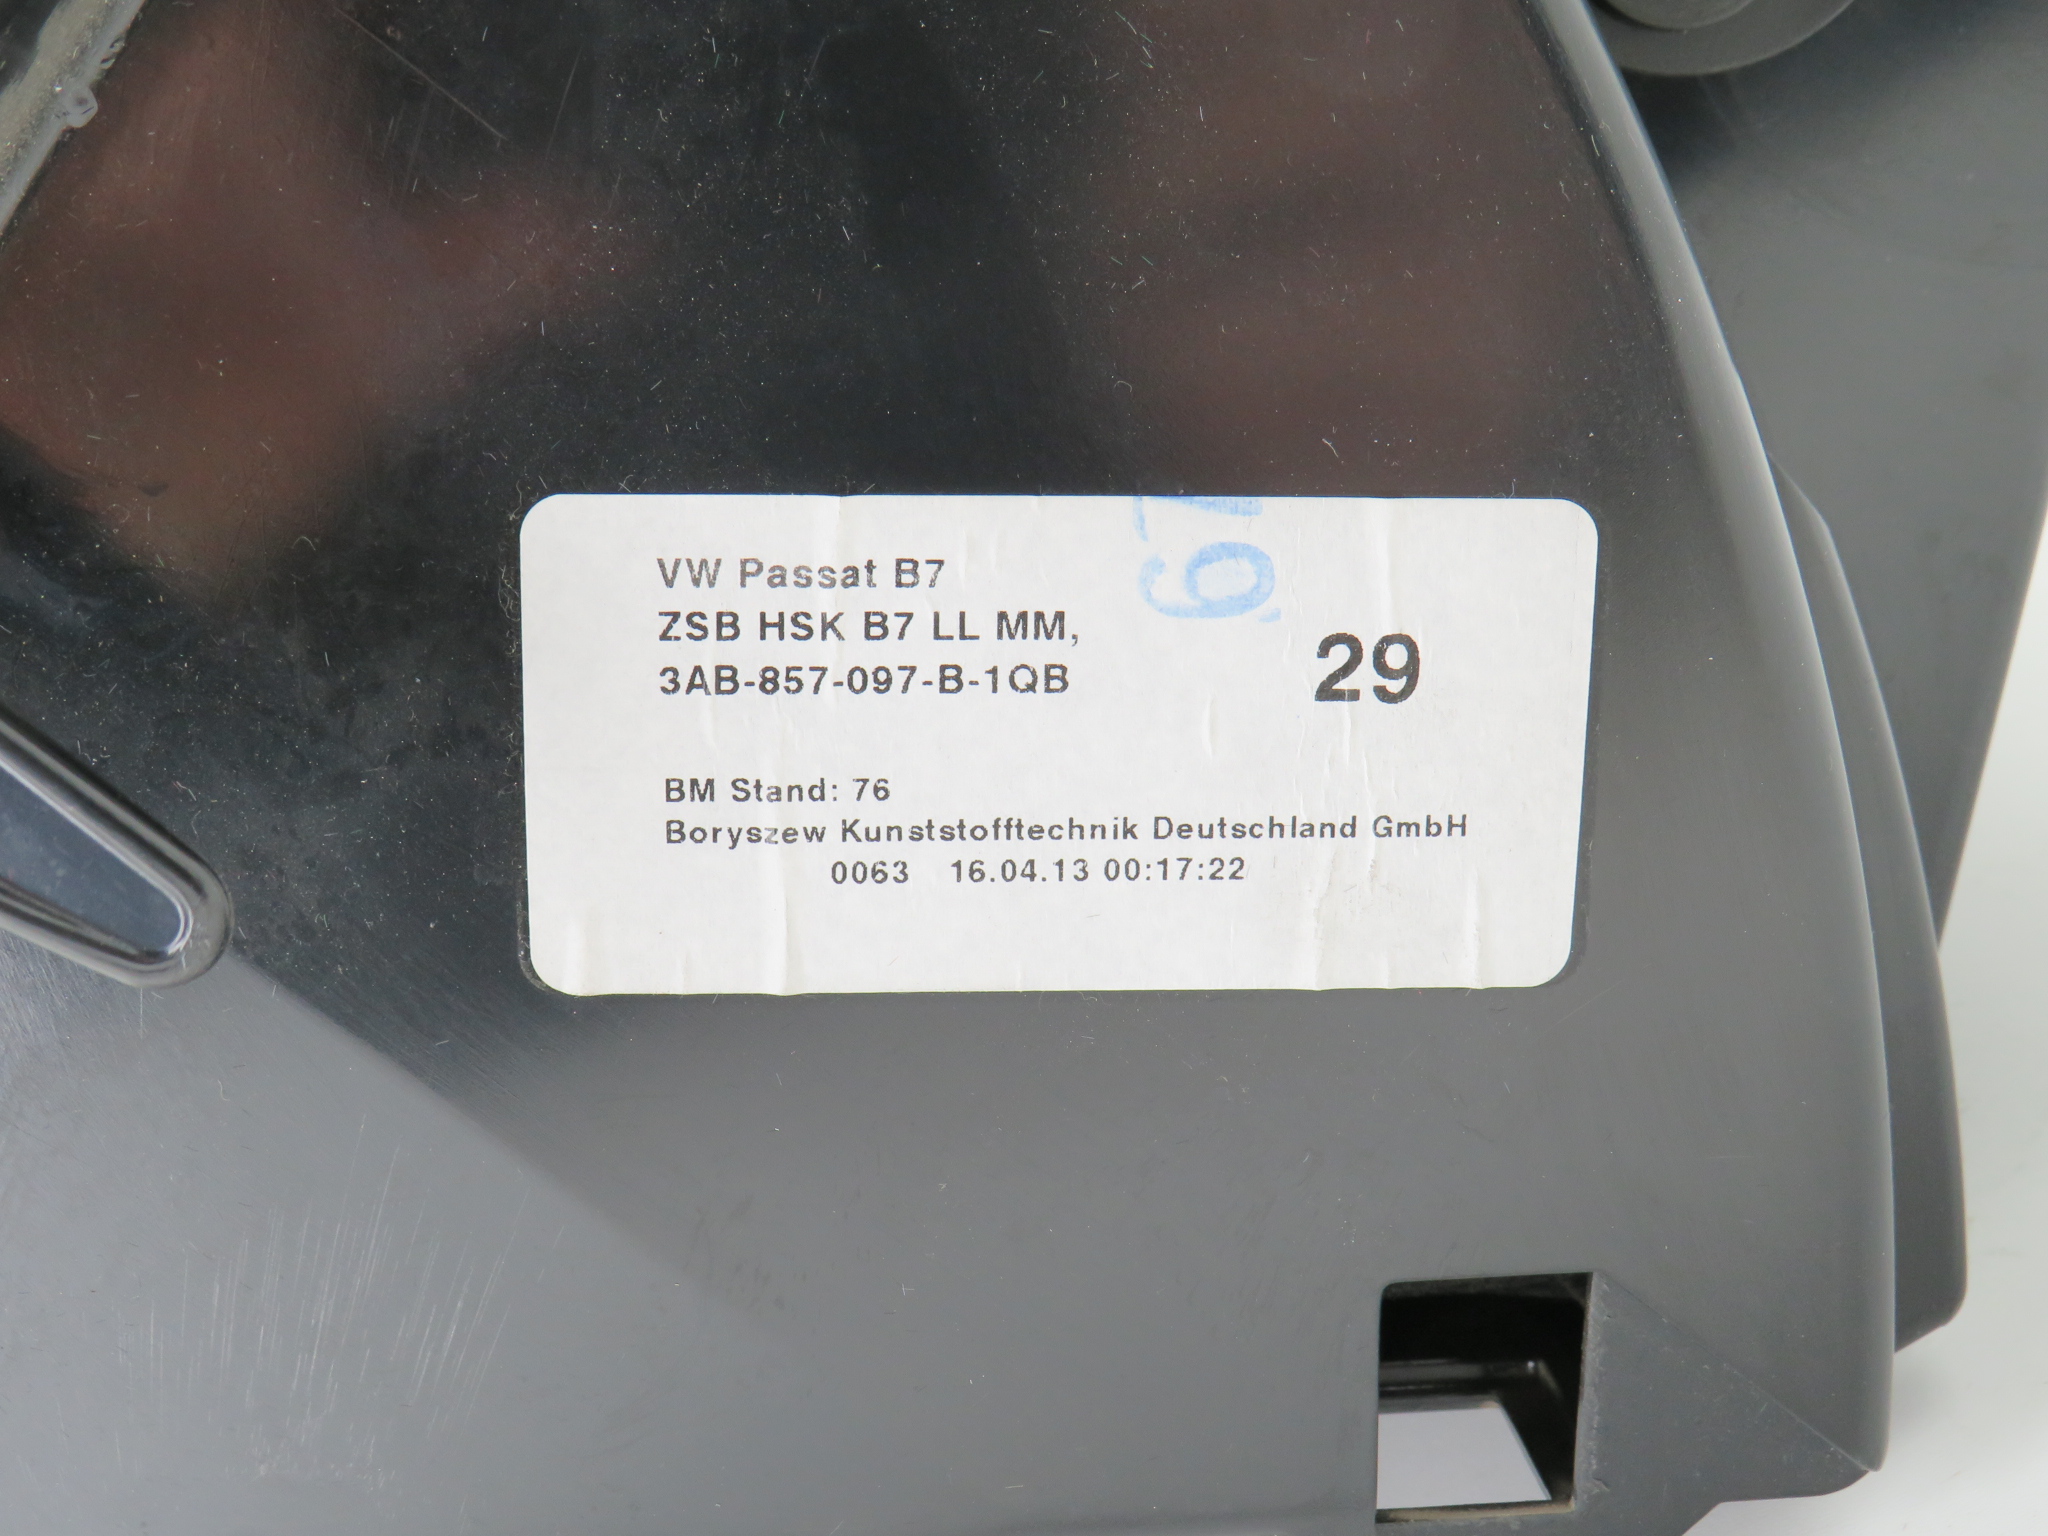 VW Passat B7
ZSB HSK B7 LL MM,
3AB-857-097-B-1QB
29
BM Stand: 76
Boryszew Kunststofftechnik Deutschland GmbH
0063 16.04.13 00:17:22